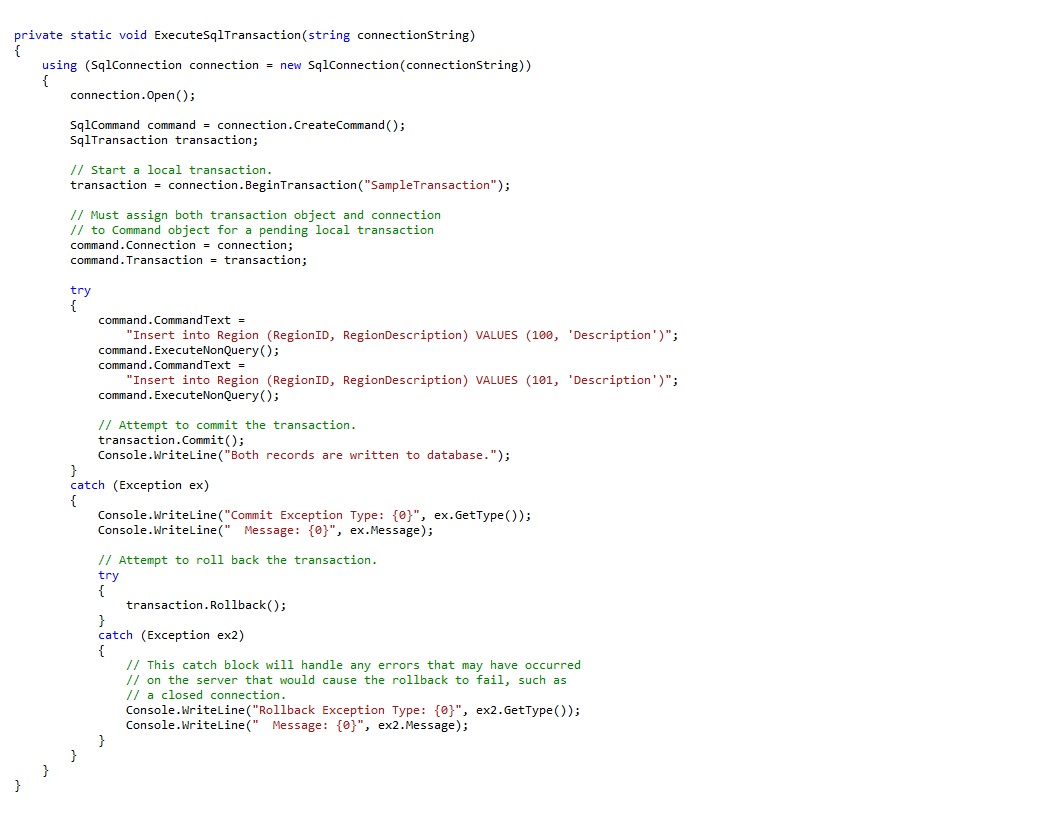 private static void ExecuteSqlTransaction(string connectionString)
{
    using (SqlConnection connection = new SqlConnection(connectionString))
    {
        connection.Open();

        SqlCommand command = connection.CreateCommand();
        SqlTransaction transaction;

        // Start a local transaction.
        transaction = connection.BeginTransaction("SampleTransaction");

        // Must assign both transaction object and connection
        // to Command object for a pending local transaction
        command.Connection = connection;
        command.Transaction = transaction;

        try
        {
            command.CommandText =
                "Insert into Region (RegionID, RegionDescription) VALUES (100, 'Description')";
            command.ExecuteNonQuery();
            command.CommandText =
                "Insert into Region (RegionID, RegionDescription) VALUES (101, 'Description')";
            command.ExecuteNonQuery();

            // Attempt to commit the transaction.
            transaction.Commit();
            Console.WriteLine("Both records are written to database.");
        }
        catch (Exception ex)
        {
            Console.WriteLine("Commit Exception Type: {0}", ex.GetType());
            Console.WriteLine("  Message: {0}", ex.Message);

            // Attempt to roll back the transaction.
            try
            {
                transaction.Rollback();
            }
            catch (Exception ex2)
            {
                // This catch block will handle any errors that may have occurred
                // on the server that would cause the rollback to fail, such as
                // a closed connection.
                Console.WriteLine("Rollback Exception Type: {0}", ex2.GetType());
                Console.WriteLine("  Message: {0}", ex2.Message);
            }
        }
    }
}